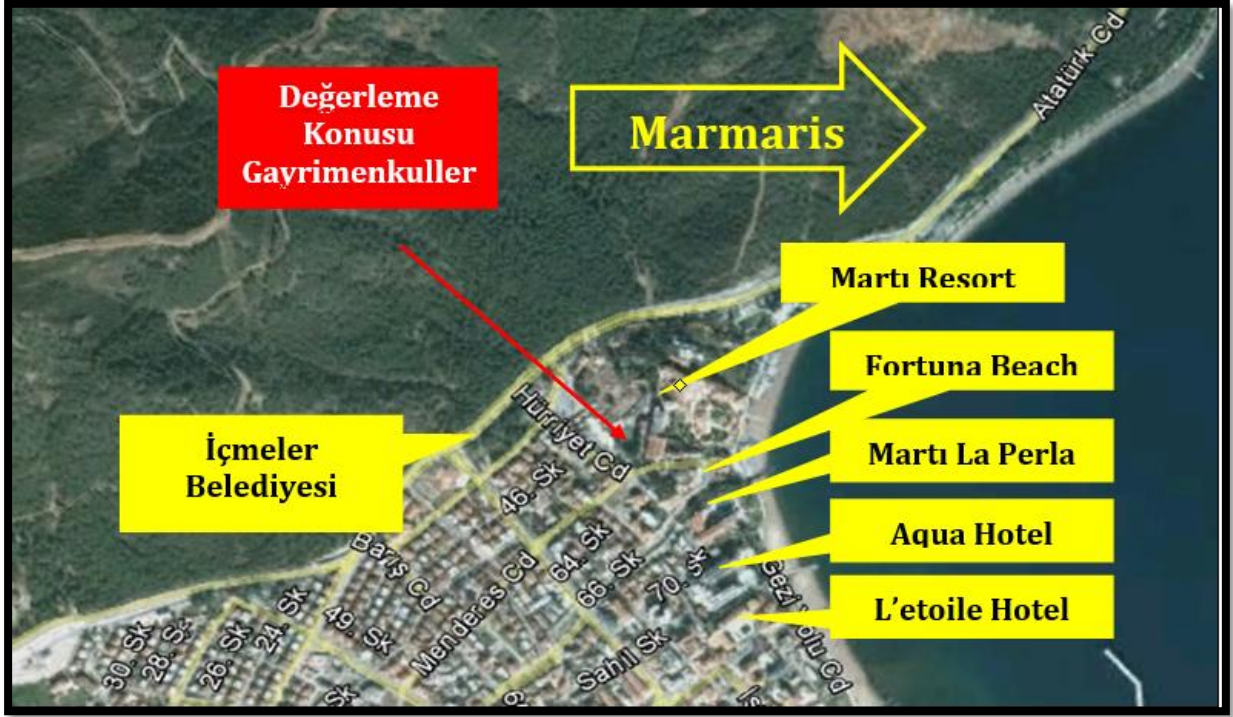 Değerleme
Konusu
Gayrimenkuller
Marmaris
Atatürk Cd
Martı Resort
Fortuna Beach
Martı La Perla
Aqua Hotel
L'etoile Hotel
İçmeler
Belediyesi
Hürriyet Cd
46. Sk
Barış Cd
Menderes Cd
64. Sk
66. Sk
70. Sk
Gezi Yolu Cd
49. Sk
24. Sk
26. Sk
28. Sk
30. Sk
Sahil Sk
Sk